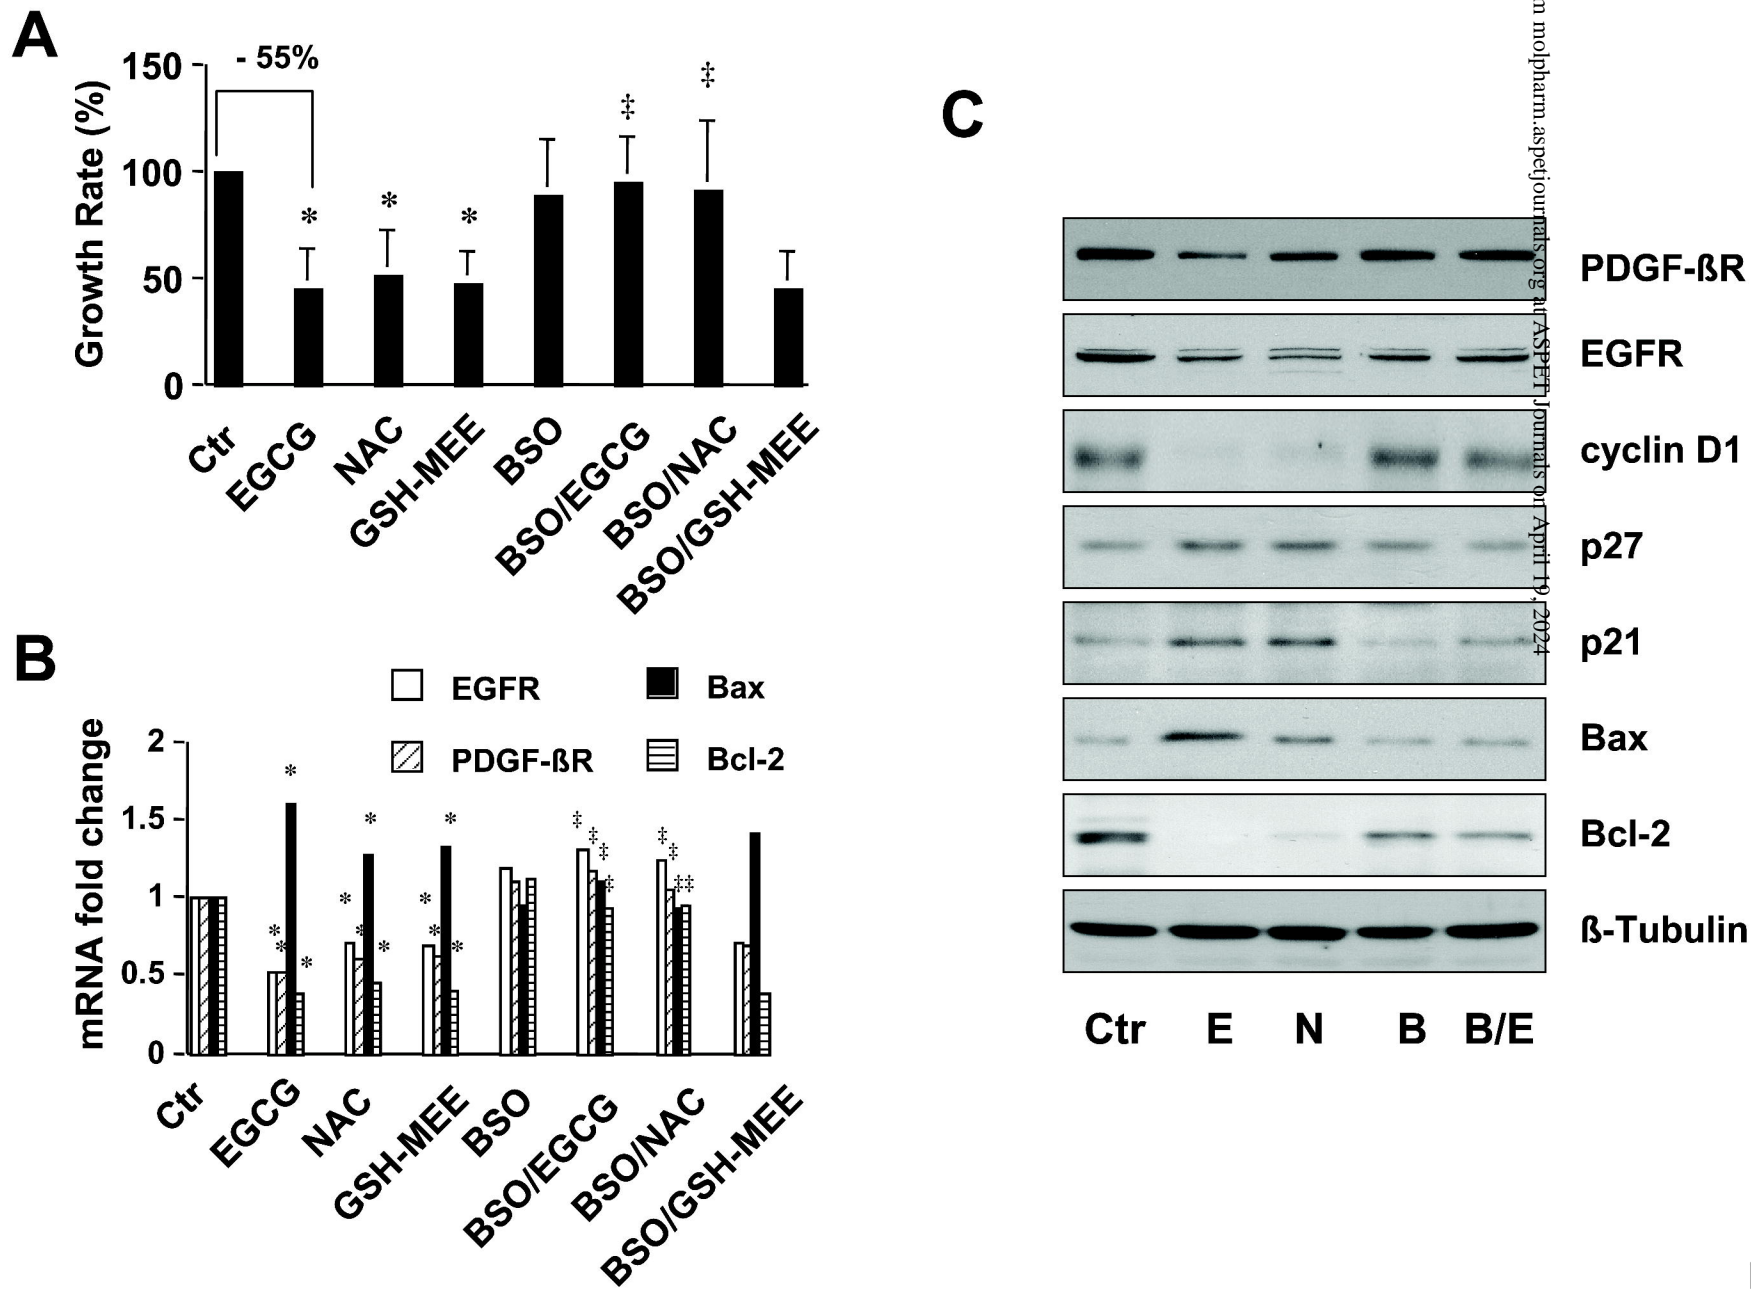 A
- 55%
‡
‡
150
100
50
0
Growth Rate (%)
*
*
*
Ctr
EGCG
NAC
GSH-MEE
BSO
BSO/EGCG
BSO/NAC
BSO/GSH-MEE
B
EGFR
Bax
PDGF-ßR
Bcl-2
mRNA fold change
2
1.5
1
0.5
0
*
*
*
*
*
*
*
*
*
*
*
*
‡
‡
‡
‡
‡
‡
‡‡
Ctr
EGCG
NAC
GSH-MEE
BSO
BSO/EGCG
BSO/NAC
BSO/GSH-MEE
C
PDGF-ßR
EGFR
cyclin D1
p27
p21
Bax
Bcl-2
ß-Tubulin
Ctr E N B B/E
m molpharm.aspetjournals.org at ASPET Journals on April 19, 2024